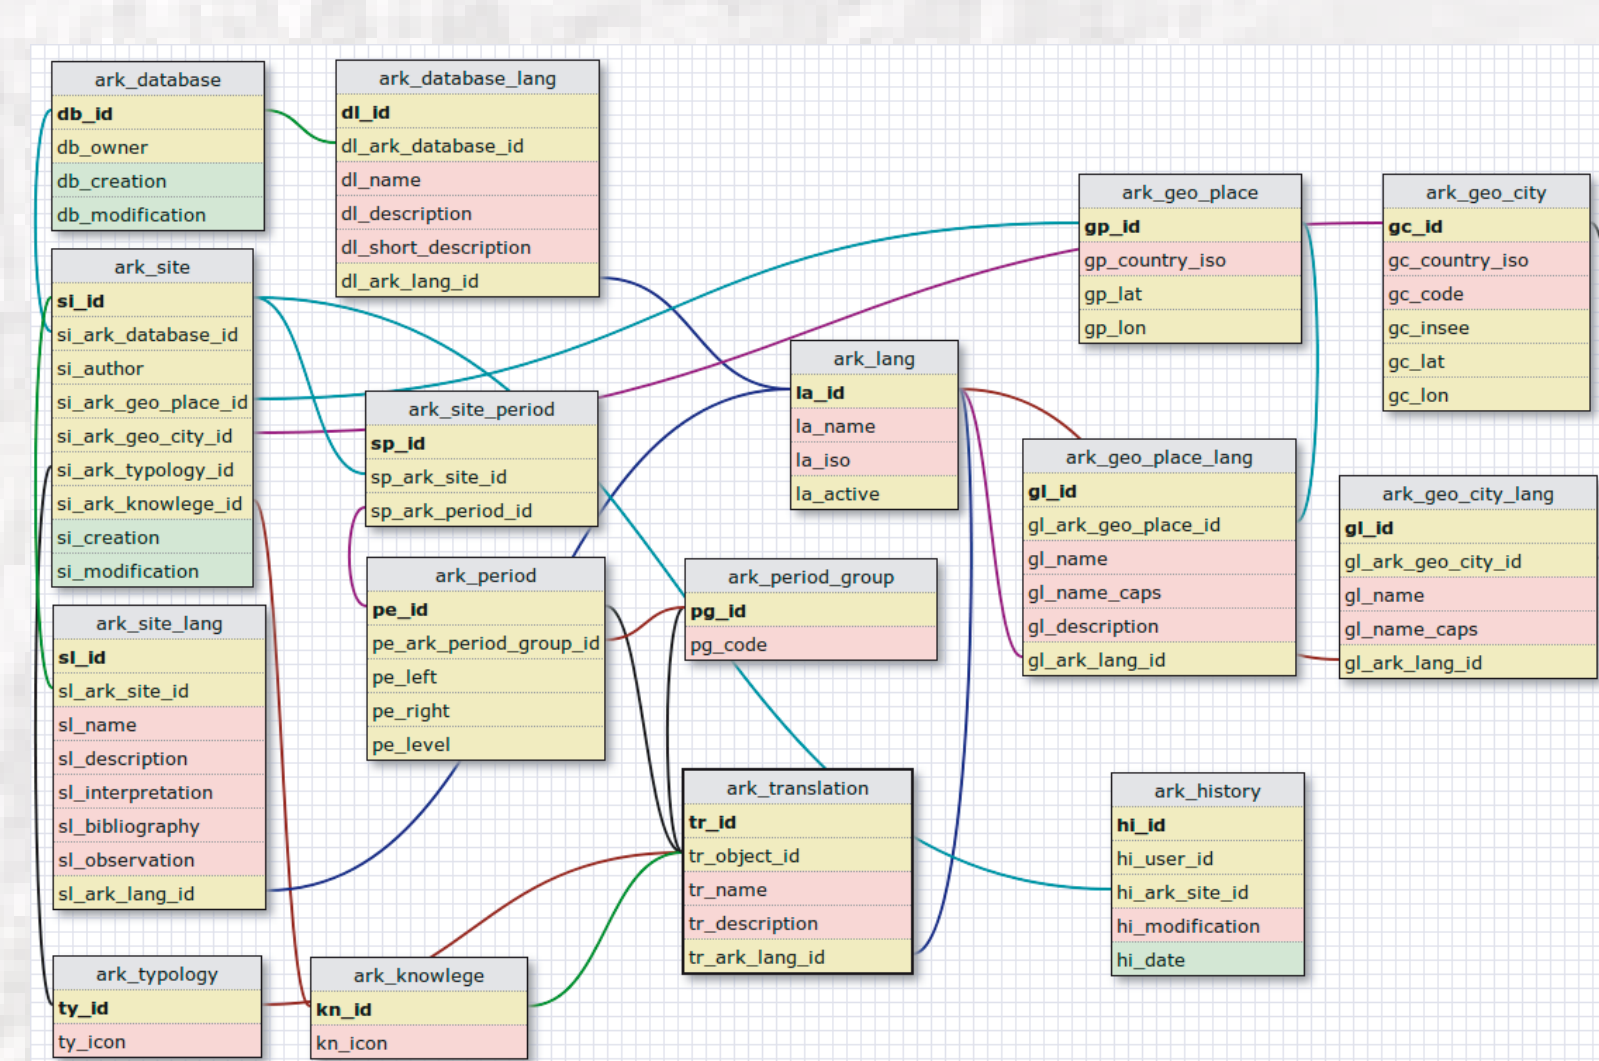 ark_database
db_id
db_owner
db_creation
db_modification
ark_database_lang
dl_id
dl_ark_database_id
dl_name
dl_description
dl_short_description
dl_ark_lang_id
ark_site
si_id
si_ark_database_id
si_author
si_ark_geo_place_id
si_ark_geo_city_id
si_ark_typology_id
si_ark_knowlege_id
si_creation
si_modification
ark_site_period
sp_id
sp_ark_site_id
sp_ark_period_id
ark_lang
la_id
la_name
la_iso
la_active
ark_geo_place
gp_id
gp_country_iso
gp_lat
gp_lon
ark_geo_city
gc_id
gc_country_iso
gc_code
gc_insee
gc_lat
gc_lon
ark_geo_place_lang
gl_id
gl_ark_geo_place_id
gl_name
gl_name_caps
gl_description
gl_ark_lang_id
ark_geo_city_lang
gl_id
gl_ark_geo_city_id
gl_name
gl_name_caps
gl_ark_lang_id
ark_site_lang
sl_id
sl_ark_site_id
sl_name
sl_description
sl_interpretation
sl_bibliography
sl_observation
sl_ark_lang_id
ark_period
pe_id
pe_ark_period_group_id
pe_left
pe_right
pe_level
ark_period_group
pg_id
pg_code
ark_translation
tr_id
tr_object_id
tr_name
tr_description
tr_ark_lang_id
ark_history
hi_id
hi_user_id
hi_ark_site_id
hi_modification
hi_date
ark_typology
ty_id
ty_icon
ark_knowlege
kn_id
kn_icon